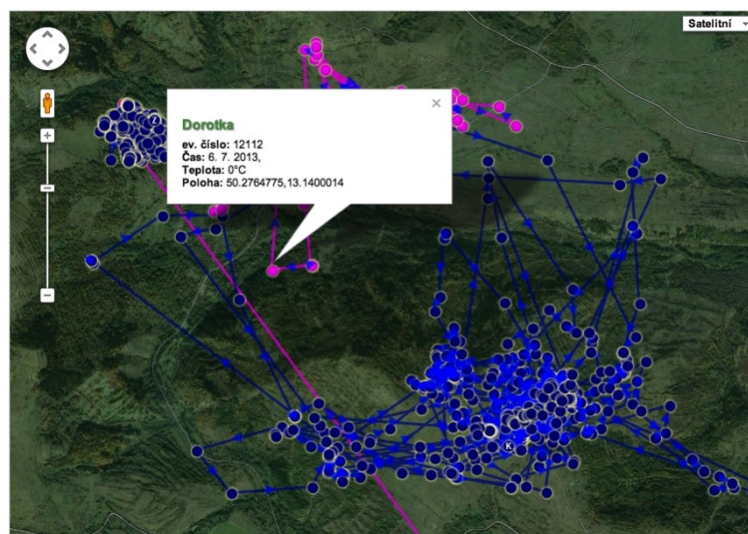 Satelitní
Dorotka
ev. číslo: 12112
Čas: 6. 7. 2013,
Teplota: 0°C
Poloha: 50.2764775,13.1400014
Z
K